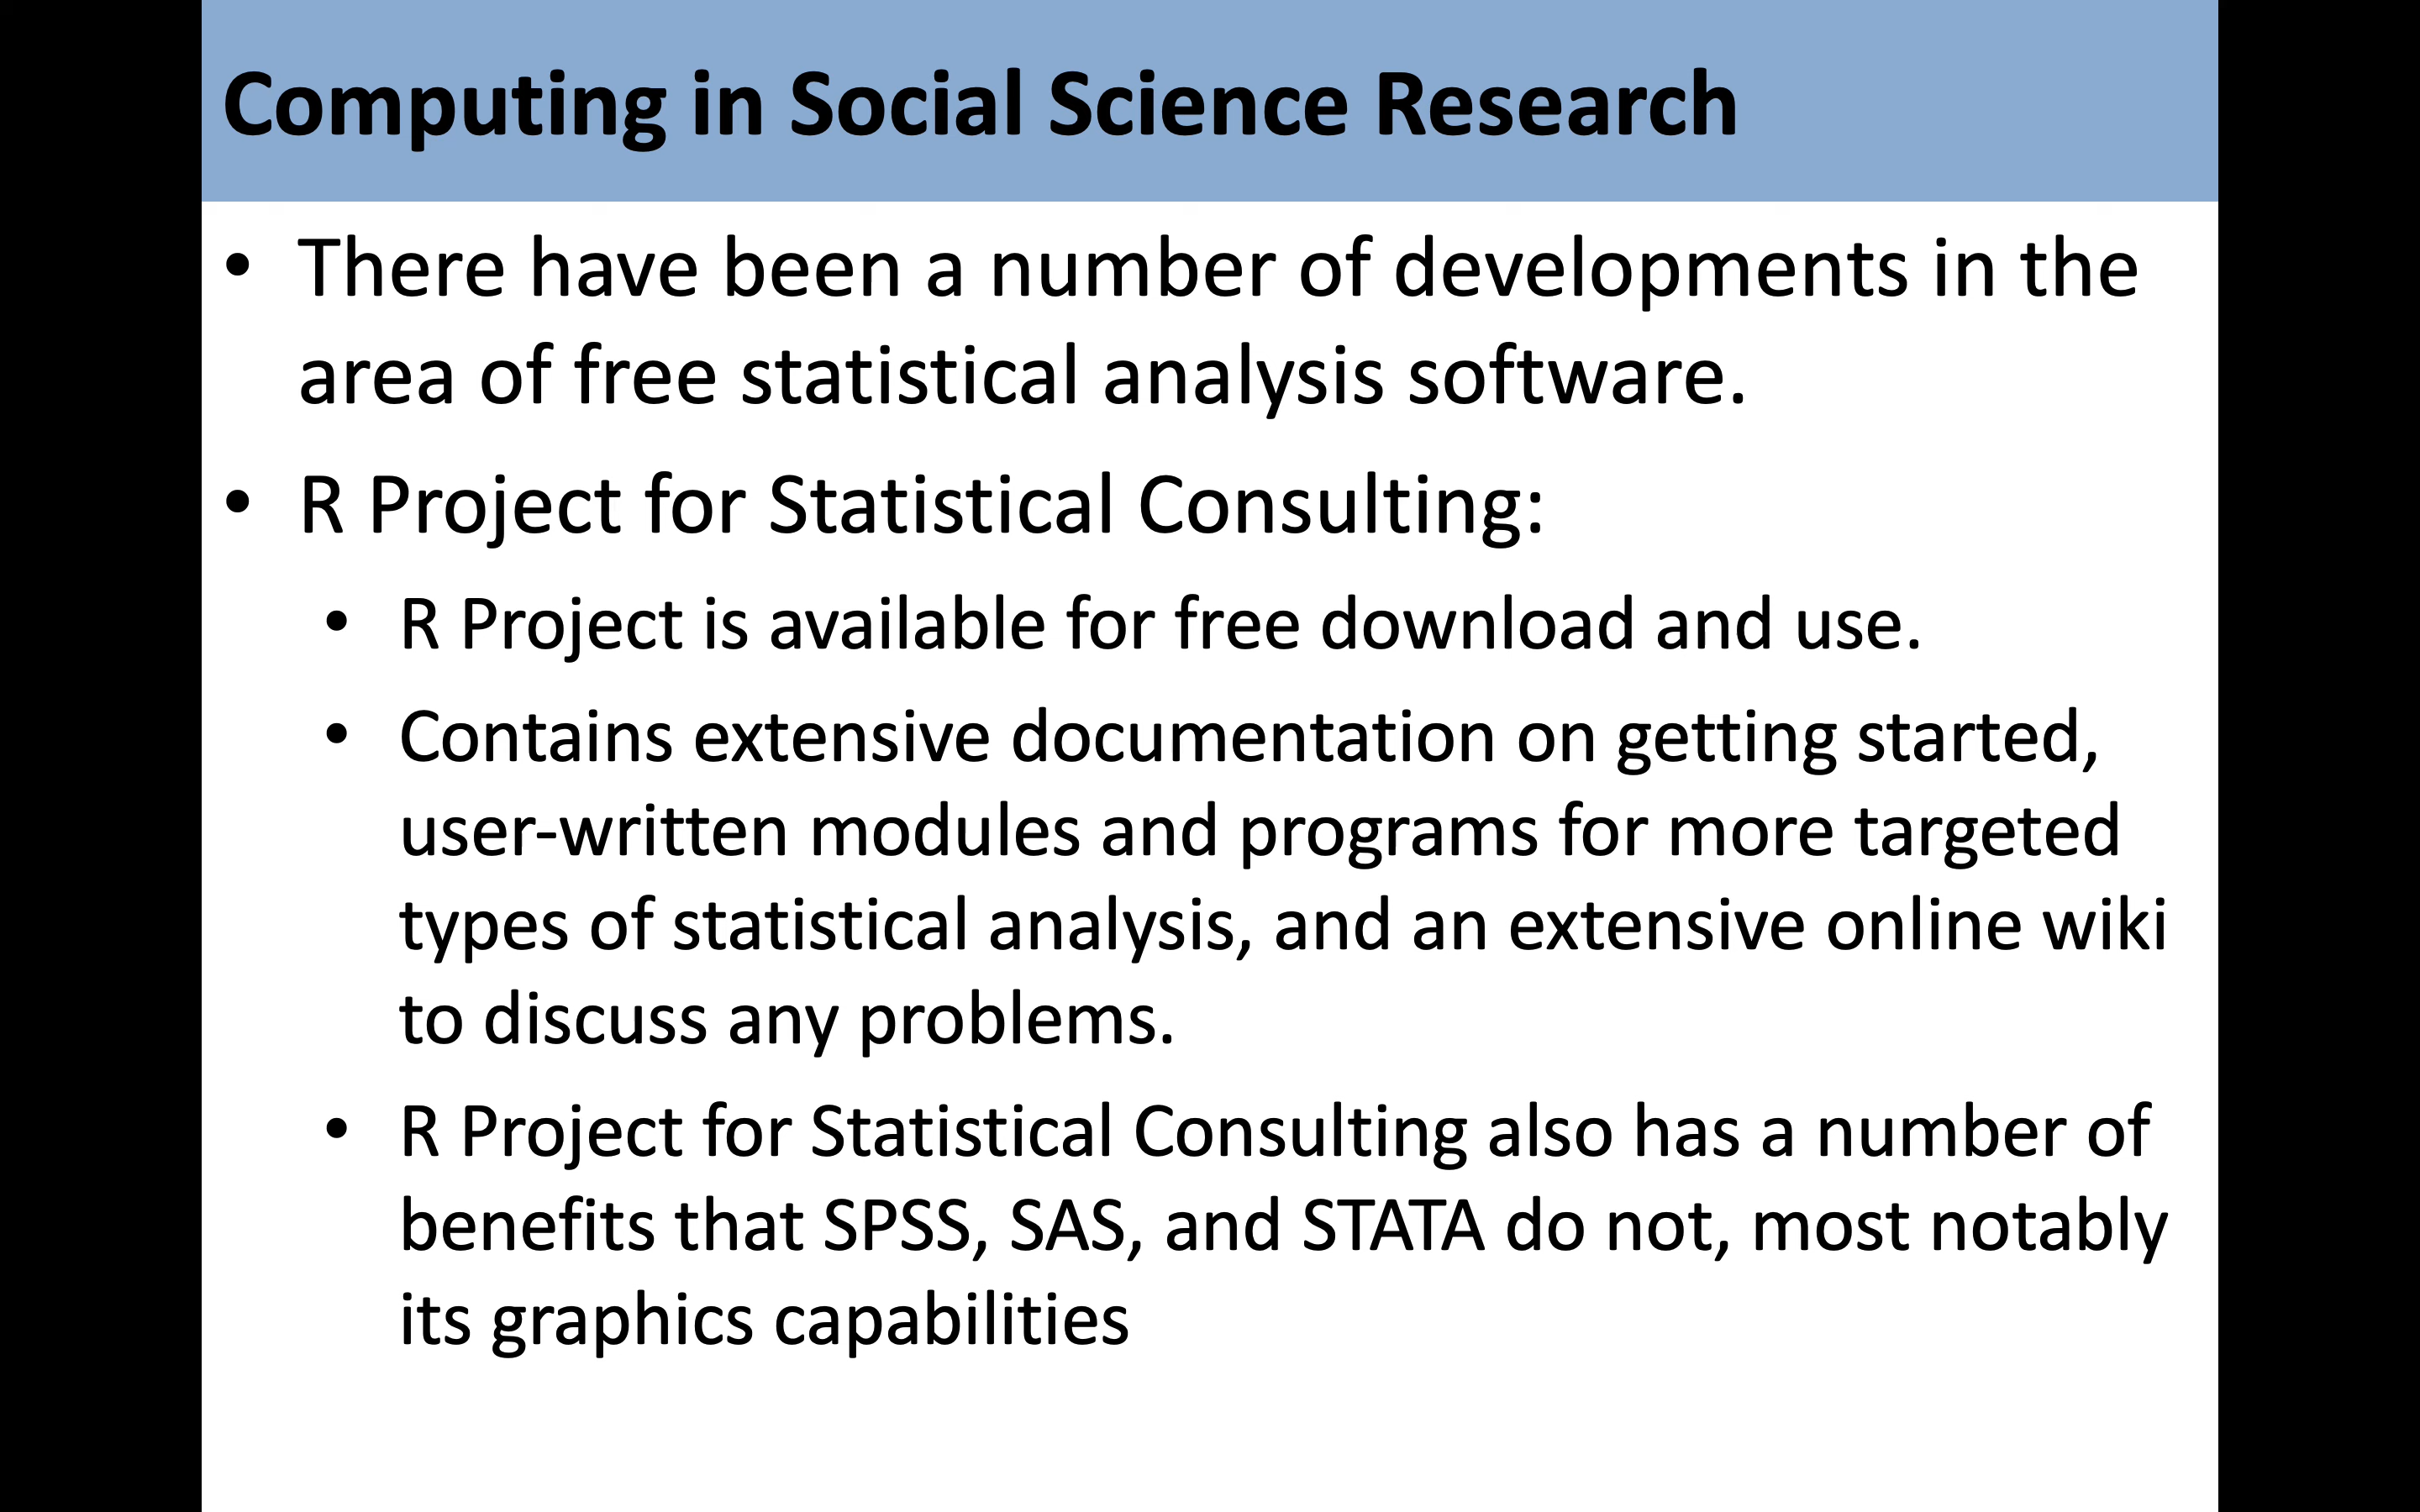 Computing in Social Science Research
• There have been a number of developments in the
area of free statistical analysis software.
• R Project for Statistical Consulting:
• R Project is available for free download and use.
• Contains extensive documentation on getting started,
user-written modules and programs for more targeted
types of statistical analysis, and an extensive online wiki
to discuss any problems.
• R Project for Statistical Consulting also has a number of
benefits that SPSS, SAS, and STATA do not, most notably
its graphics capabilities